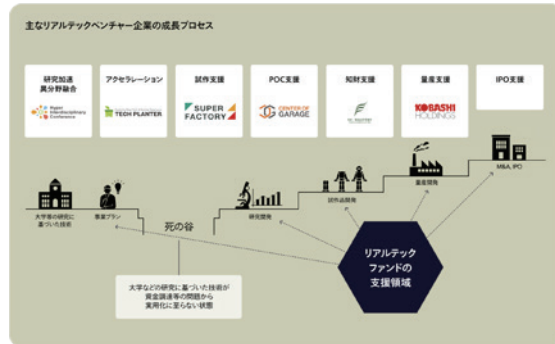 主なリアルテックベンチャー企業の成長プロセス
研究加速
異分野融合
Hyper
Interdisciplinary
Conference
アクセラレーション
TECH PLANTER
試作支援
SUPER
FACTORY
POC支援
CENTER OF
GARAGE
知財支援
量産支援
KOBASHI
HOLDINGS
IPO支援
大学等の研究に
基づいた技術
事業プラン
死の谷
研究開発
試作品開発
量産開発
M&A, IPO
大学などの研究に基づいた技術が
資金調達等の問題から
実用化に至らない状態
リアルテック
ファンドの
支援領域